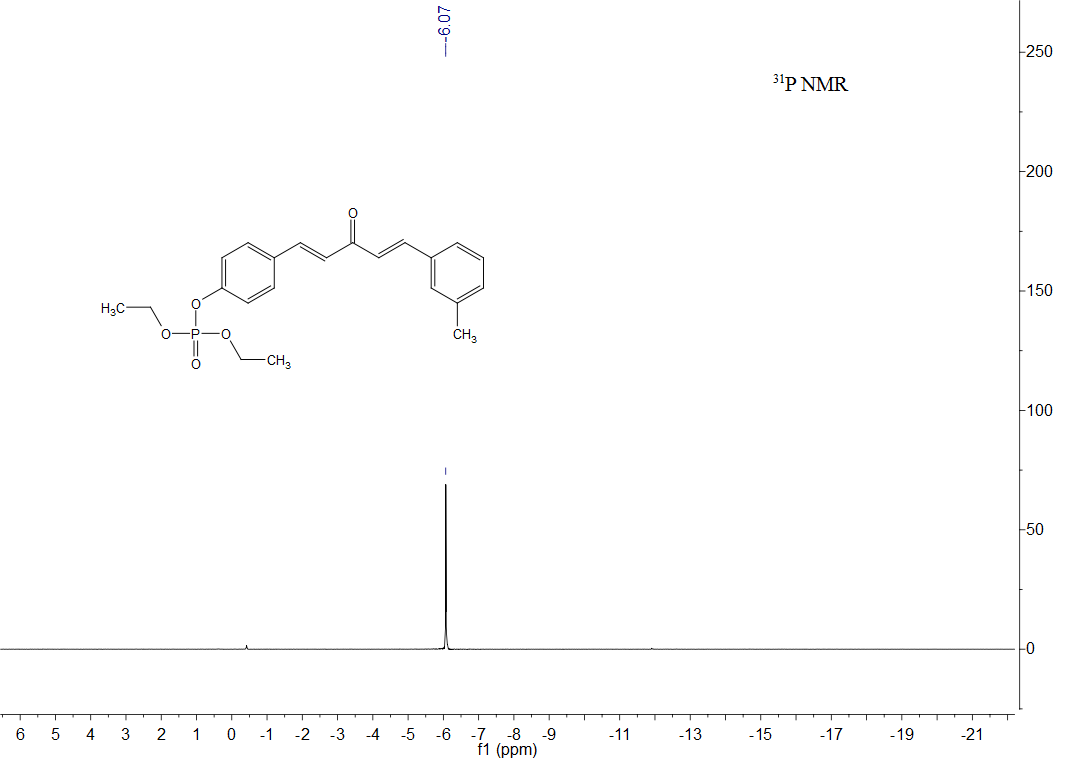 —-6.07
³¹P NMR
250
200
150
100
50
0
O
H₃C
O
O
P
O
O
CH₃
CH₃
6 5 4 3 2 1 0 -1 -2 -3 -4 -5 -6 -7 -8 -9 -11 -13 -15 -17 -19 -21
f1 (ppm)